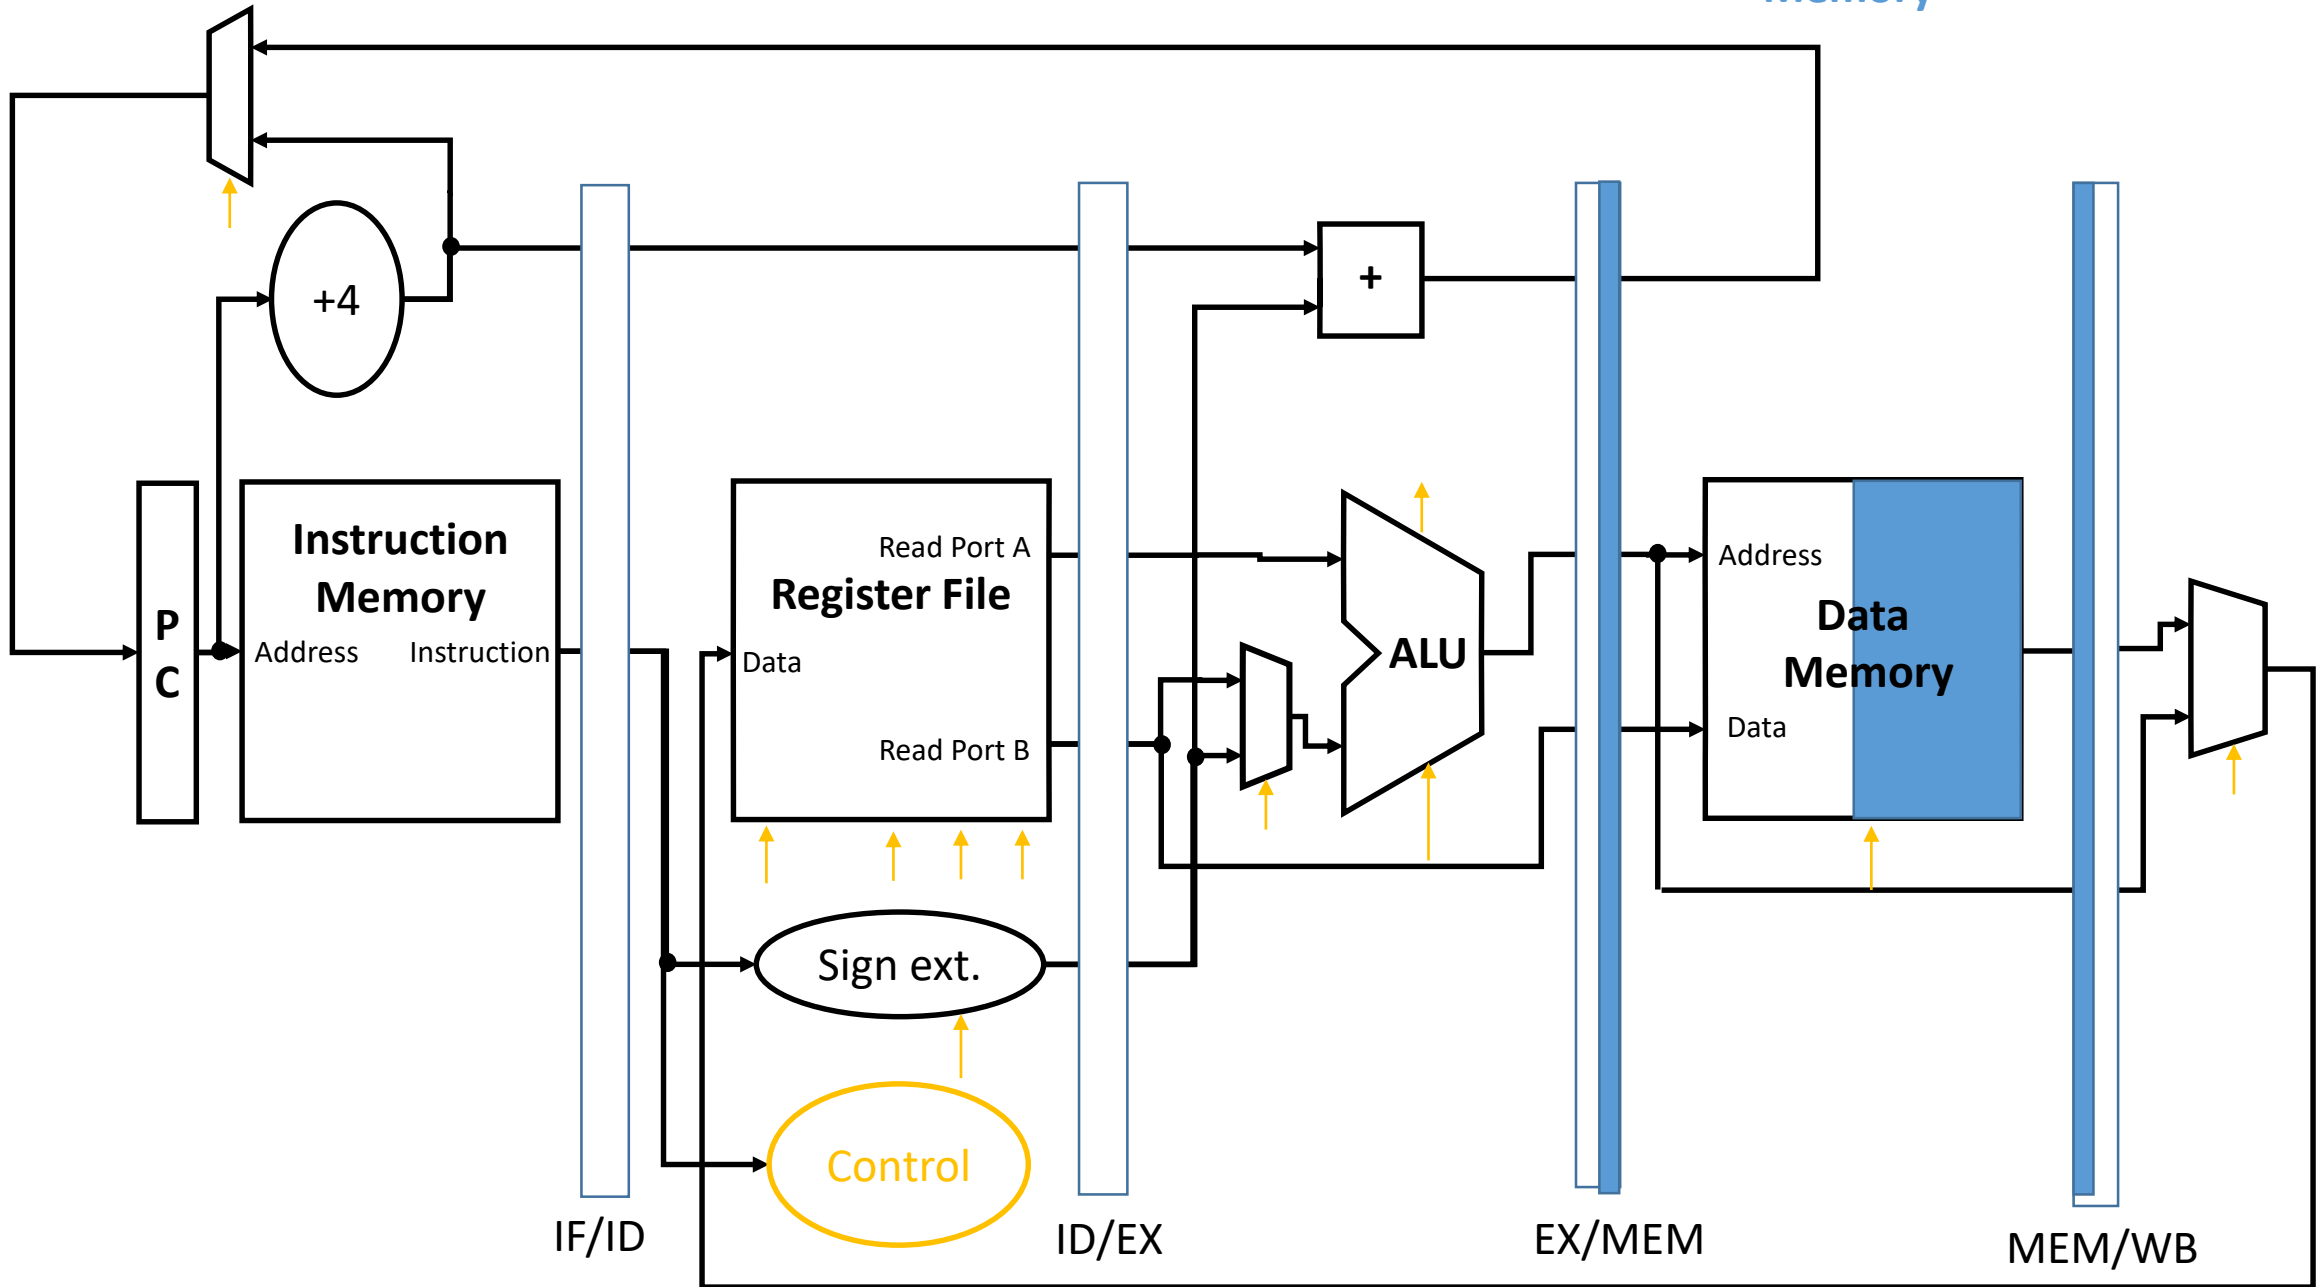 Memory
+4
+
Instruction
Memory
Address
Instruction
P
C
Read Port A
Register File
Data
Read Port B
ALU
Address
Data
Memory
Data
Sign ext.
Control
IF/ID
ID/EX
EX/MEM
MEM/WB